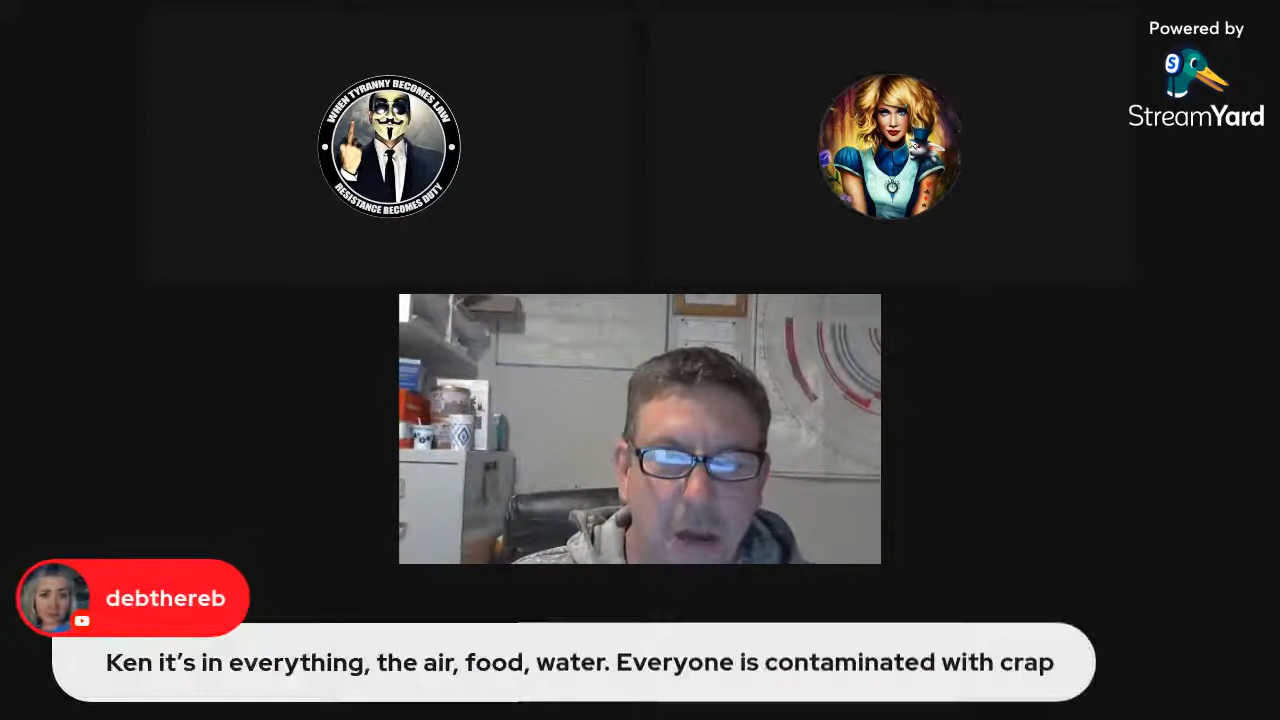 Powered by
S
StreamYard
WHEN TYRANNY BECOMES LAW
RESISTANCE BECOMES DUTY
debthereb
Ken it’s in everything, the air, food, water. Everyone is contaminated with crap